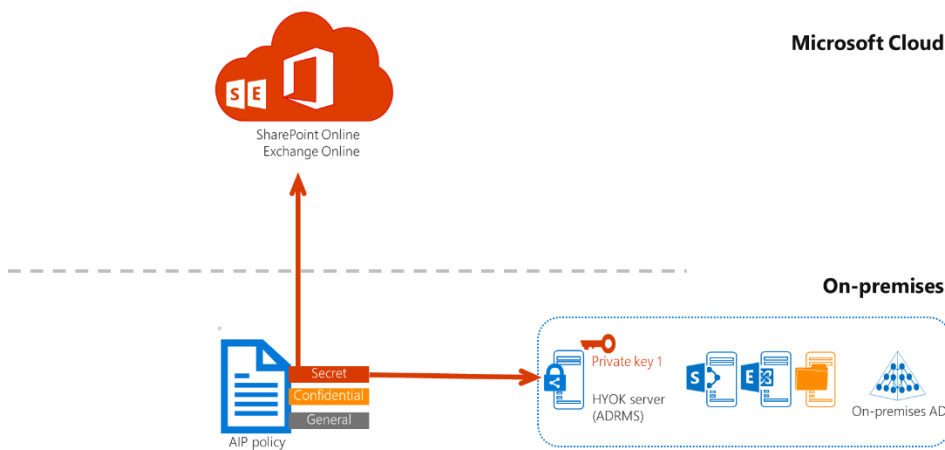 Microsoft Cloud
S E
SharePoint Online
Exchange Online
On-premises
Secret
Confidential
General
AIP policy
Private key 1
HYOK server
(ADRMS)
S
E
On-premises AD